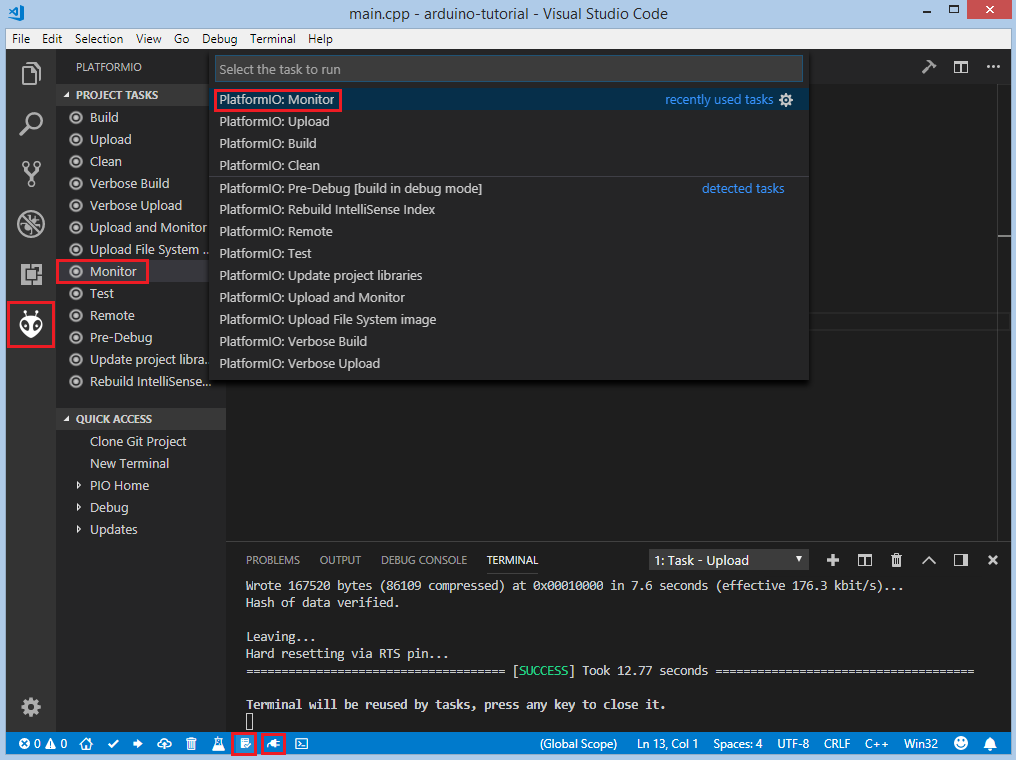 main.cpp - arduino-tutorial - Visual Studio Code
File Edit Selection View Go Debug Terminal Help
PLATFORMIO
PROJECT TASKS
Build
Upload
Clean
Verbose Build
Verbose Upload
Upload and Monitor
Upload File System ...
Monitor
Test
Remote
Pre-Debug
Update project libra...
Rebuild IntelliSense...
QUICK ACCESS
Clone Git Project
New Terminal
PIO Home
Debug
Updates
Select the task to run
PlatformIO: Monitor recently used tasks
PlatformIO: Upload
PlatformIO: Build
PlatformIO: Clean
PlatformIO: Pre-Debug [build in debug mode] detected tasks
PlatformIO: Rebuild IntelliSense Index
PlatformIO: Remote
PlatformIO: Test
PlatformIO: Update project libraries
PlatformIO: Upload and Monitor
PlatformIO: Upload File System image
PlatformIO: Verbose Build
PlatformIO: Verbose Upload
PROBLEMS OUTPUT DEBUG CONSOLE TERMINAL 1: Task - Upload
Wrote 167520 bytes (86109 compressed) at 0x00010000 in 7.6 seconds (effective 176.3 kbit/s)...
Hash of data verified.
Leaving...
Hard resetting via RTS pin...
=================================== [SUCCESS] Took 12.77 seconds ===================================
Terminal will be reused by tasks, press any key to close it.
0 0 (Global Scope) Ln 13, Col 1 Spaces: 4 UTF-8 CRLF C++ Win32